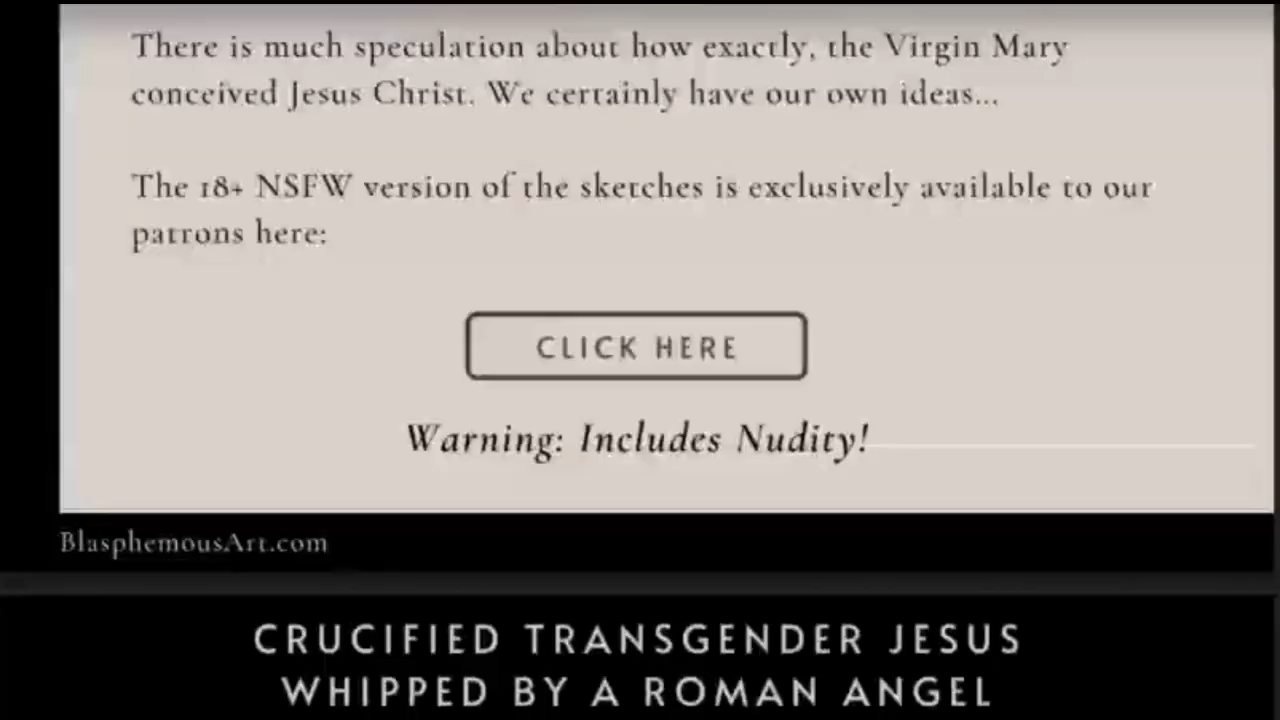 There is much speculation about how exactly, the Virgin Mary
conceived Jesus Christ. We certainly have our own ideas...
The 18+ NSFW version of the sketches is exclusively available to our
patrons here:
CLICK HERE
Warning: Includes Nudity!
BlasphemousArt.com
CRUCIFIED TRANSGENDER JESUS
WHIPPED BY A ROMAN ANGEL